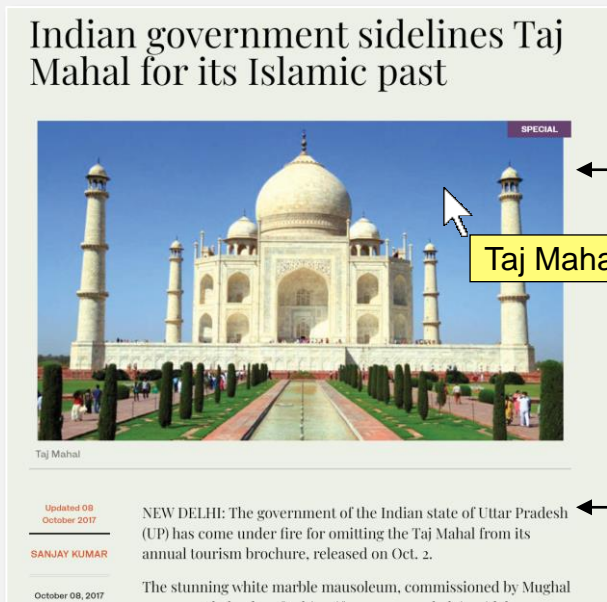 Indian government sidelines Taj
Mahal for its Islamic past
SPECIAL
Taj Maha
Taj Mahal
Updated 08
October 2017
SANJAY KUMAR
October 08, 2017
NEW DELHI: The government of the Indian state of Uttar Pradesh
(UP) has come under fire for omitting the Taj Mahal from its
annual tourism brochure, released on Oct. 2.
The stunning white marble mausoleum, commissioned by Mughal